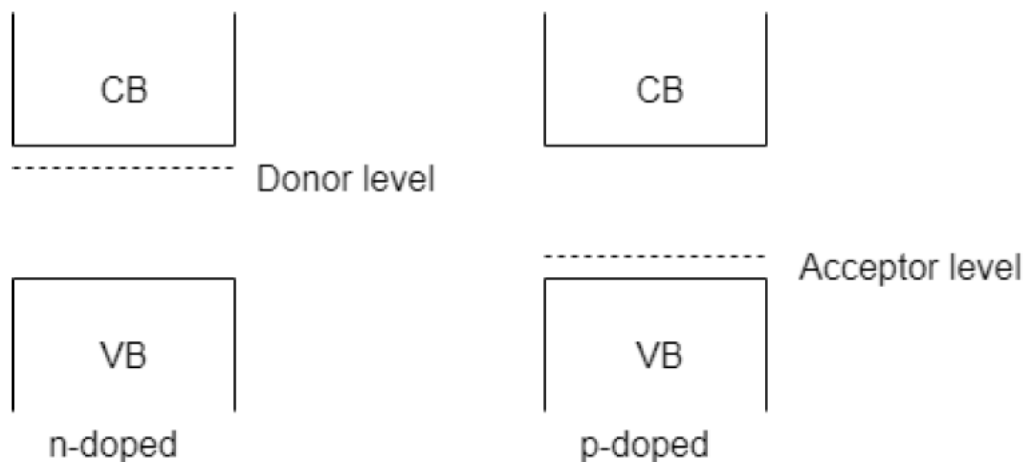 CB
CB
Donor level
Acceptor level
VB
VB
n-doped
p-doped